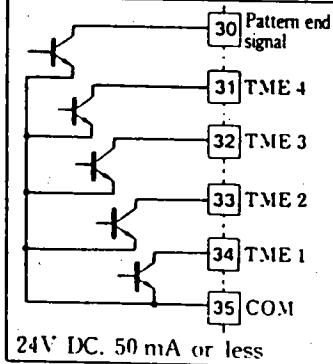 30 Pattern end
signal
31 TME 4
32 TME 3
33 TME 2
34 TME 1
35 COM
24V DC. 50 mA or less